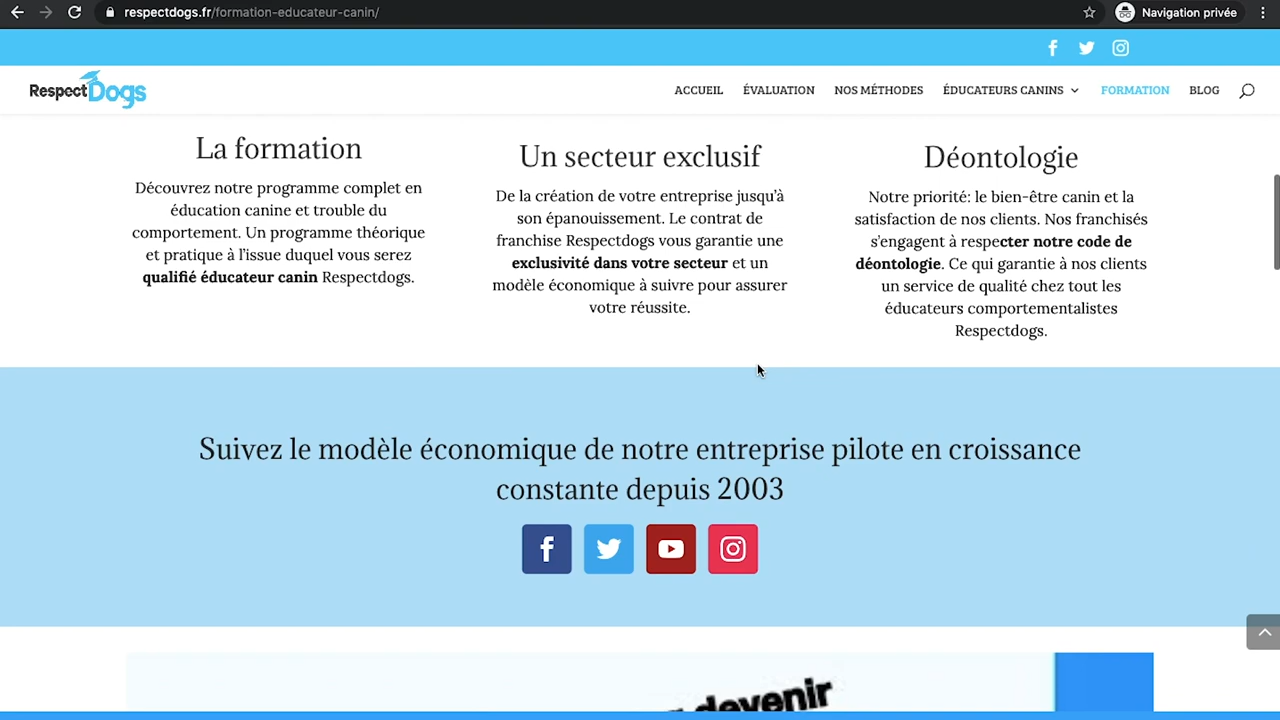 respectdogs.fr/formation-educateur-canin/
Navigation privée
RespectDogs
ACCUEIL
ÉVALUATION
NOS MÉTHODES
ÉDUCATEURS CANINS
FORMATION
BLOG
La formation
Découvrez notre programme complet en
éducation canine et trouble du
comportement. Un programme théorique
et pratique à l’issue duquel vous serez
qualifié éducateur canin Respectdogs.
Un secteur exclusif
De la création de votre entreprise jusqu’à
son épanouissement. Le contrat de
franchise Respectdogs vous garantie une
exclusivité dans votre secteur et un
modèle économique à suivre pour assurer
votre réussite.
Déontologie
Notre priorité: le bien-être canin et la
satisfaction de nos clients. Nos franchisés
s’engagent à respecter notre code de
déontologie. Ce qui garantie à nos clients
un service de qualité chez tout les
éducateurs comportementalistes
Respectdogs.
Suivez le modèle économique de notre entreprise pilote en croissance
constante depuis 2003
devenir